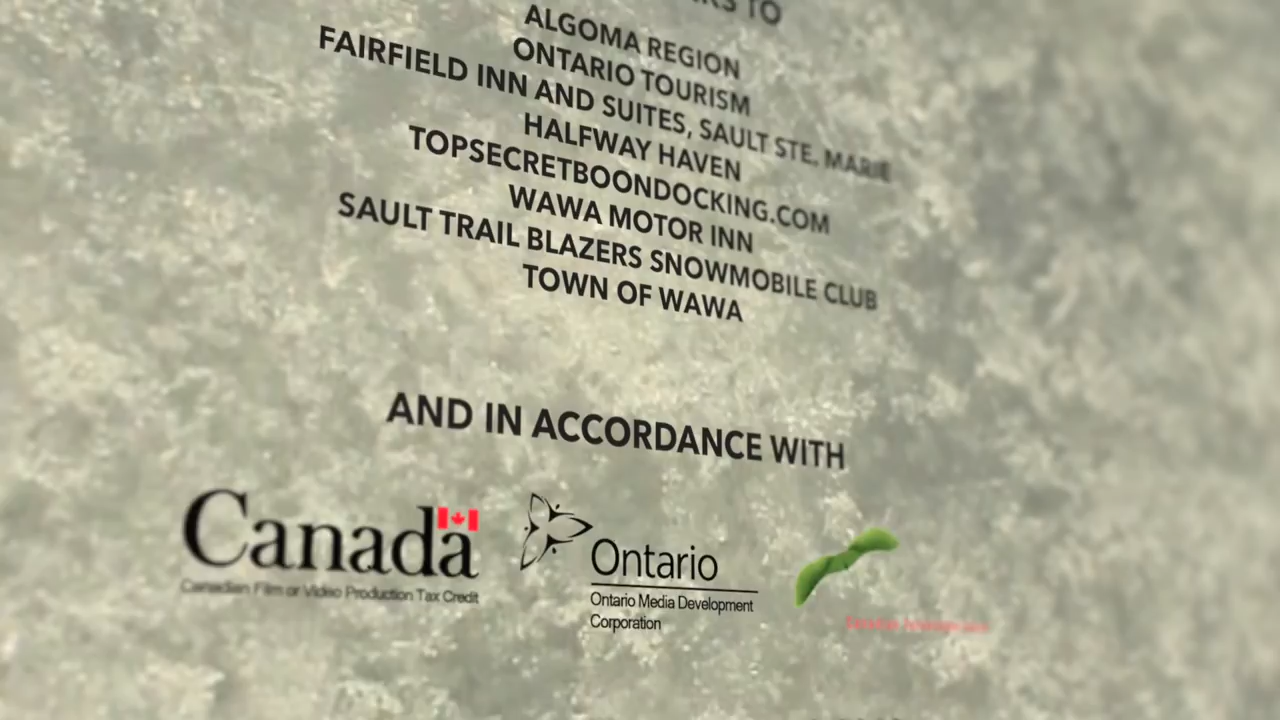 TO
ALGOMA REGION
ONTARIO TOURISM
FAIRFIELD INN AND SUITES, SAULT STE. MARIE
HALFWAY HAVEN
TOPSECRETBOONDOCKING.COM
WAWA MOTOR INN
SAULT TRAIL BLAZERS SNOWMOBILE CLUB
TOWN OF WAWA
AND IN ACCORDANCE WITH
Canada
Canadian Film or Video Production Tax Credit
Ontario
Ontario Media Development
Corporation